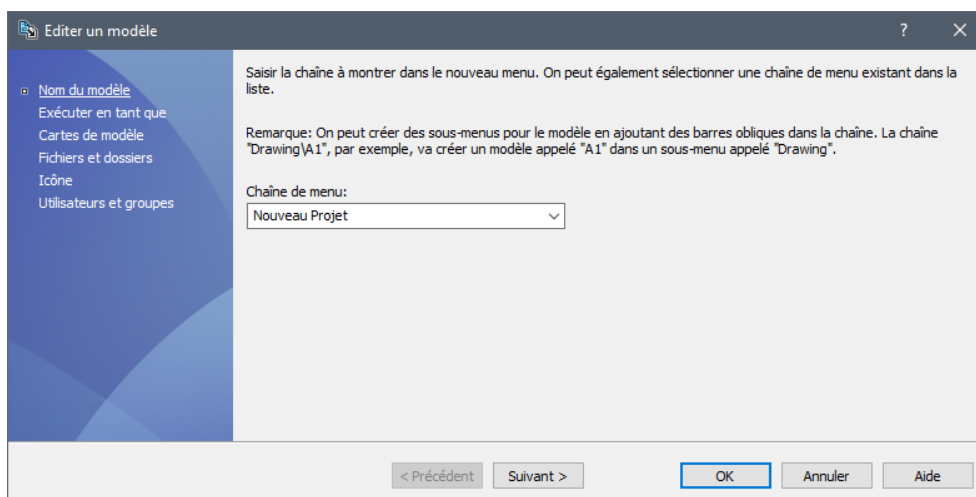 Editer un modèle
?
Nom du modèle
Exécuter en tant que
Cartes de modèle
Fichiers et dossiers
Icône
Utilisateurs et groupes
Saisir la chaîne à montrer dans le nouveau menu. On peut également sélectionner une chaîne de menu existant dans la
liste.
Remarque: On peut créer des sous-menus pour le modèle en ajoutant des barres obliques dans la chaîne. La chaîne
"Drawing\A1", par exemple, va créer un modèle appelé "A1" dans un sous-menu appelé "Drawing".
Chaîne de menu:
Nouveau Projet
< Précédent
Suivant >
OK
Annuler
Aide